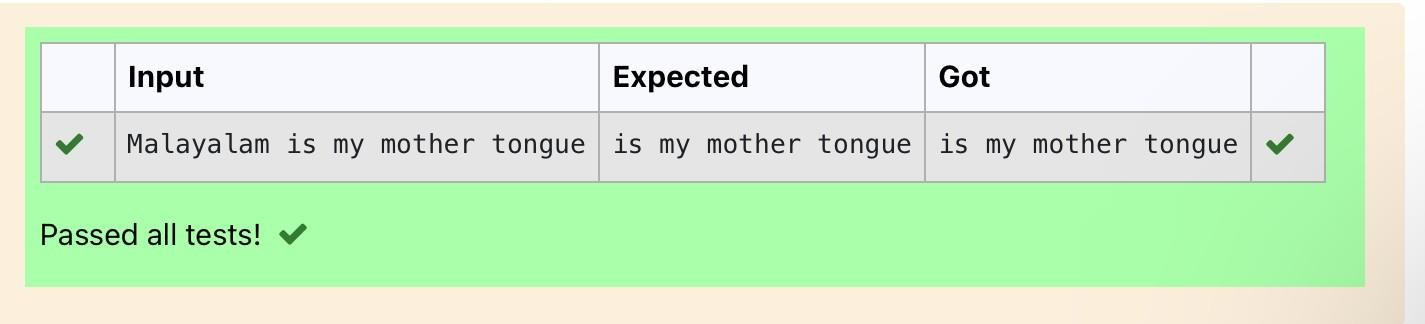 Input Expected Got
Malayalam is my mother tongue is my mother tongue is my mother tongue
Passed all tests!